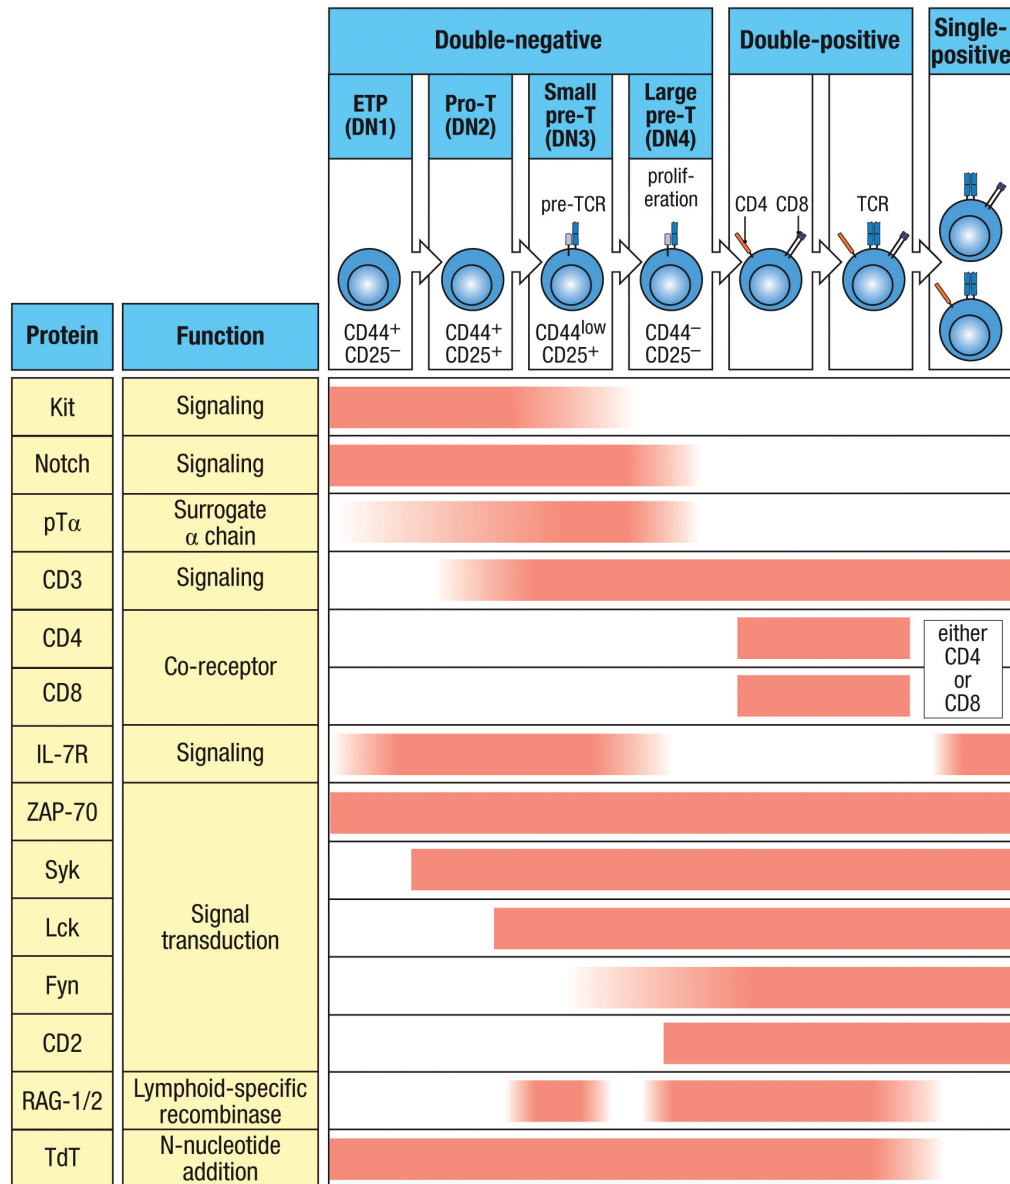 Double-negative
Double-positive
Single-
positive
ETP
(DN1)
Pro-T
(DN2)
Small
pre-T
(DN3)
Large
pre-T
(DN4)
pre-TCR
prolif-
eration
CD4
CD8
TCR
CD44+
CD25–
CD44+
CD25+
CD44low
CD25+
CD44–
CD25–
Protein
Function
Kit
Signaling
Notch
Signaling
pTα
Surrogate
α chain
CD3
Signaling
CD4
CD8
Co-receptor
either
CD4
or
CD8
IL-7R
Signaling
ZAP-70
Syk
Lck
Fyn
CD2
Signal
transduction
RAG-1/2
Lymphoid-specific
recombinase
TdT
N-nucleotide
addition